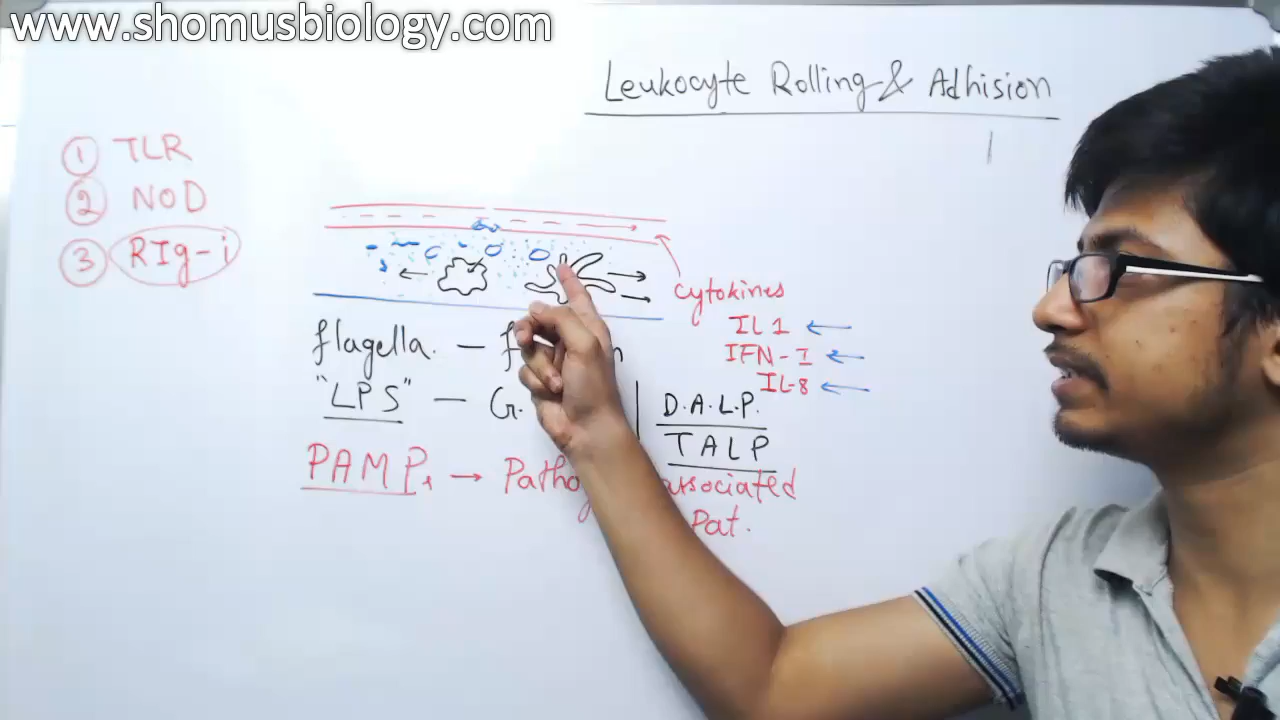 www.shomusbiology.com
Leukocyte Rolling & Adhision
1 TLR
2 NOD
3 RIg-i
cytokines
IL 1
IFN-I
IL-8
flagella. - f
"LPS" - G.
D.A.L.P.
TALP
PAMPs → Patho associated
Pat.